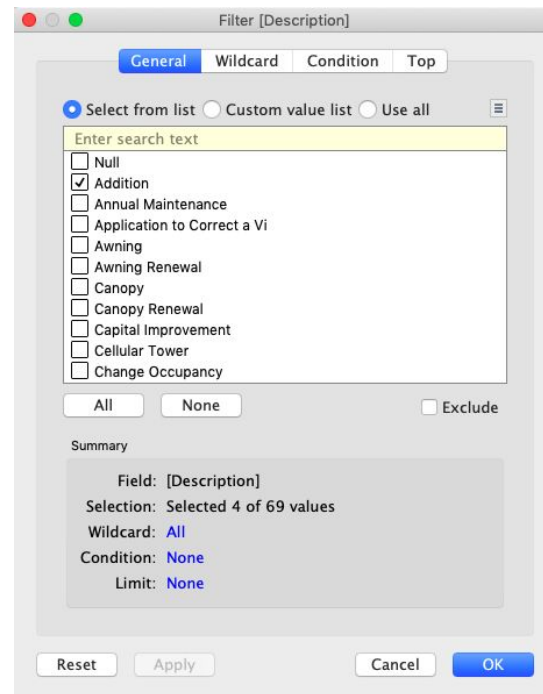 Filter [Description]
General Wildcard Condition Top
Select from list Custom value list Use all
Enter search text
Null
Addition
Annual Maintenance
Application to Correct a Vi
Awning
Awning Renewal
Canopy
Canopy Renewal
Capital Improvement
Cellular Tower
Change Occupancy
All None Exclude
Summary
Field: [Description]
Selection: Selected 4 of 69 values
Wildcard: All
Condition: None
Limit: None
Reset Apply Cancel OK